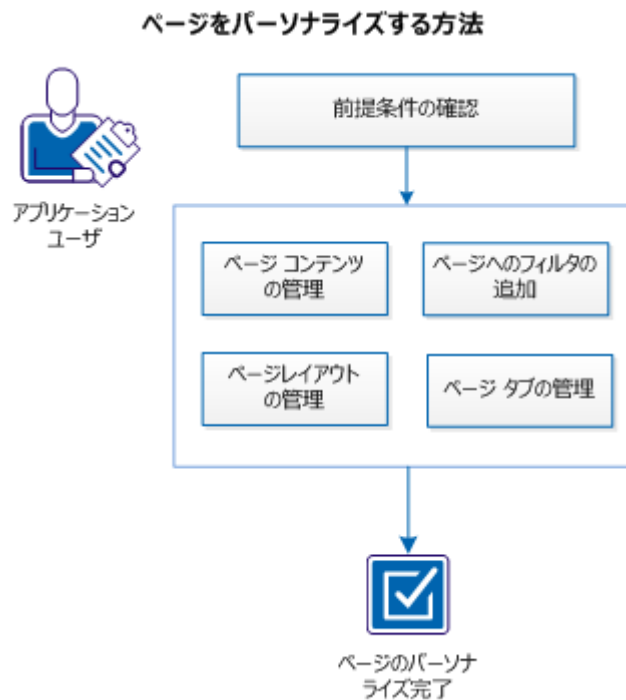 ページをパーソナライズする方法
前提条件の確認
アプリケーション
ユーザ
ページ コンテンツ
の管理
ページへのフィルタの
追加
ページレイアウト
の管理
ページ タブの管理
ページのパーソナ
ライズ完了